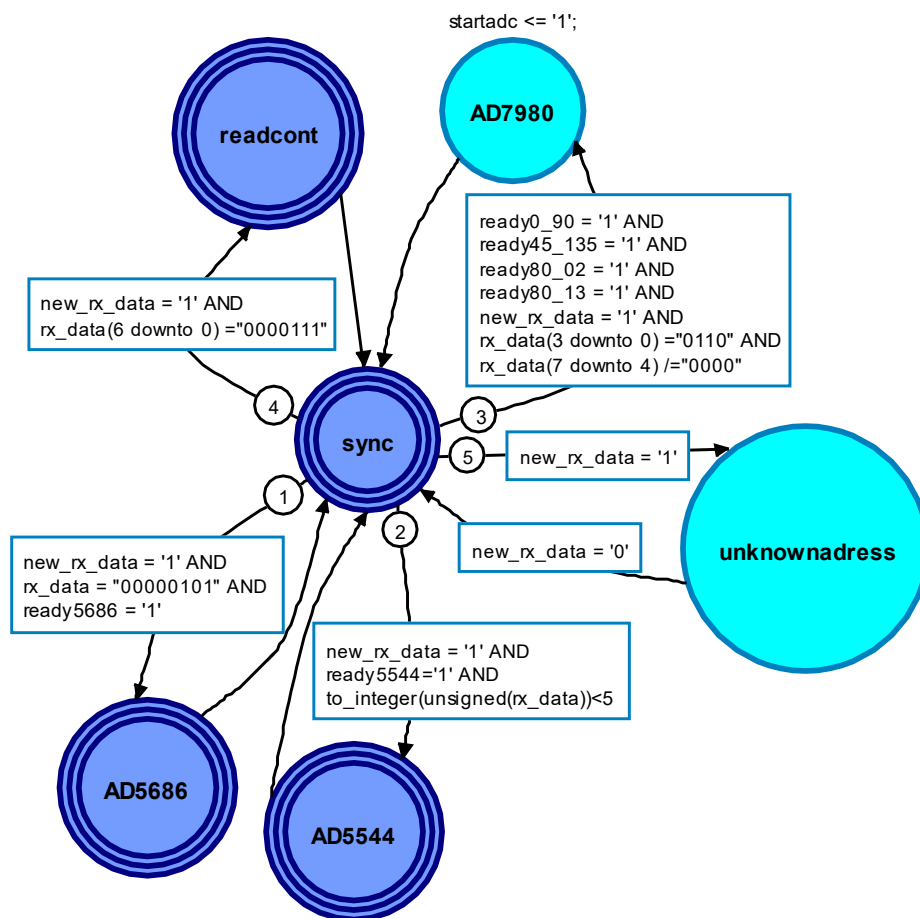 startadc <= '1';
readcont
AD7980
ready0_90 = '1' AND
ready45_135 = '1' AND
ready80_02 = '1' AND
ready80_13 = '1' AND
new_rx_data = '1' AND
rx_data(3 downto 0) ="0110" AND
rx_data(7 downto 4) /="0000"
new_rx_data = '1' AND
rx_data(6 downto 0) ="0000111"
4
3
sync
5
new_rx_data = '1'
1
2
new_rx_data = '0'
unknownadress
new_rx_data = '1' AND
rx_data = "00000101" AND
ready5686 = '1'
new_rx_data = '1' AND
ready5544='1' AND
to_integer(unsigned(rx_data))<5
AD5686
AD5544